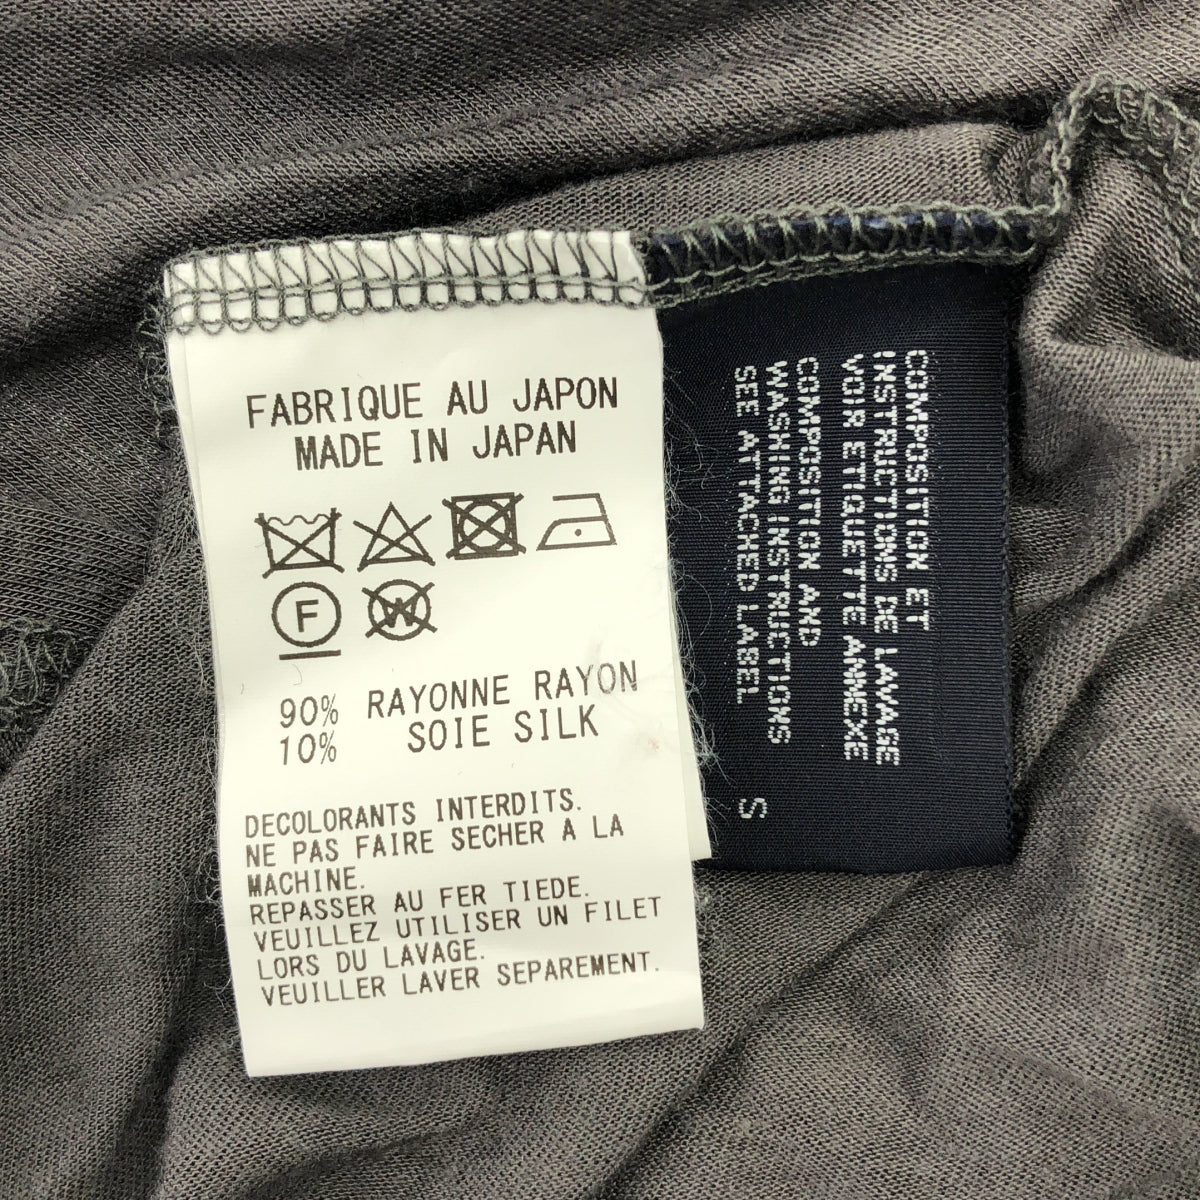 FABRIQUE AU JAPON
MADE IN JAPAN
F
W
90% RAYONNE RAYON
10% SOIE SILK
DECOLORANTS INTERDITS.
NE PAS FAIRE SECHER A LA
MACHINE.
REPASSER AU FER TIEDE.
VEUILLEZ UTILISER UN FILET
LORS DU LAVAGE.
VEUILLER LAVER SEPAREMENT.
COMPOSITION ET
INSTRUCTIONS DE LAVAGE
VOIR ETIQUETTE ANNEXE
COMPOSITION AND
WASHING INSTRUCTIONS
SEE ATTACHED LABEL
S